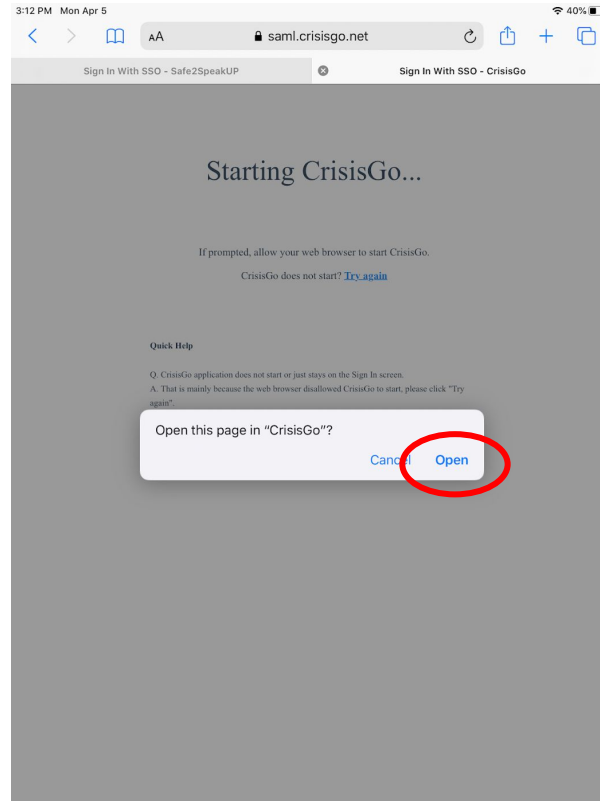 3:12 PM Mon Apr 5
40%
AA
saml.crisisgo.net
Sign In With SSO - Safe2SpeakUP
Sign In With SSO - CrisisGo
Starting CrisisGo...
If prompted, allow your web browser to start CrisisGo.
CrisisGo does not start? Try again
Quick Help
Q. CrisisGo application does not start or just stays on the Sign In screen.
A. That is mainly because the web browser disallowed CrisisGo to start, please click "Try
again".
Open this page in “CrisisGo”?
Cancel Open